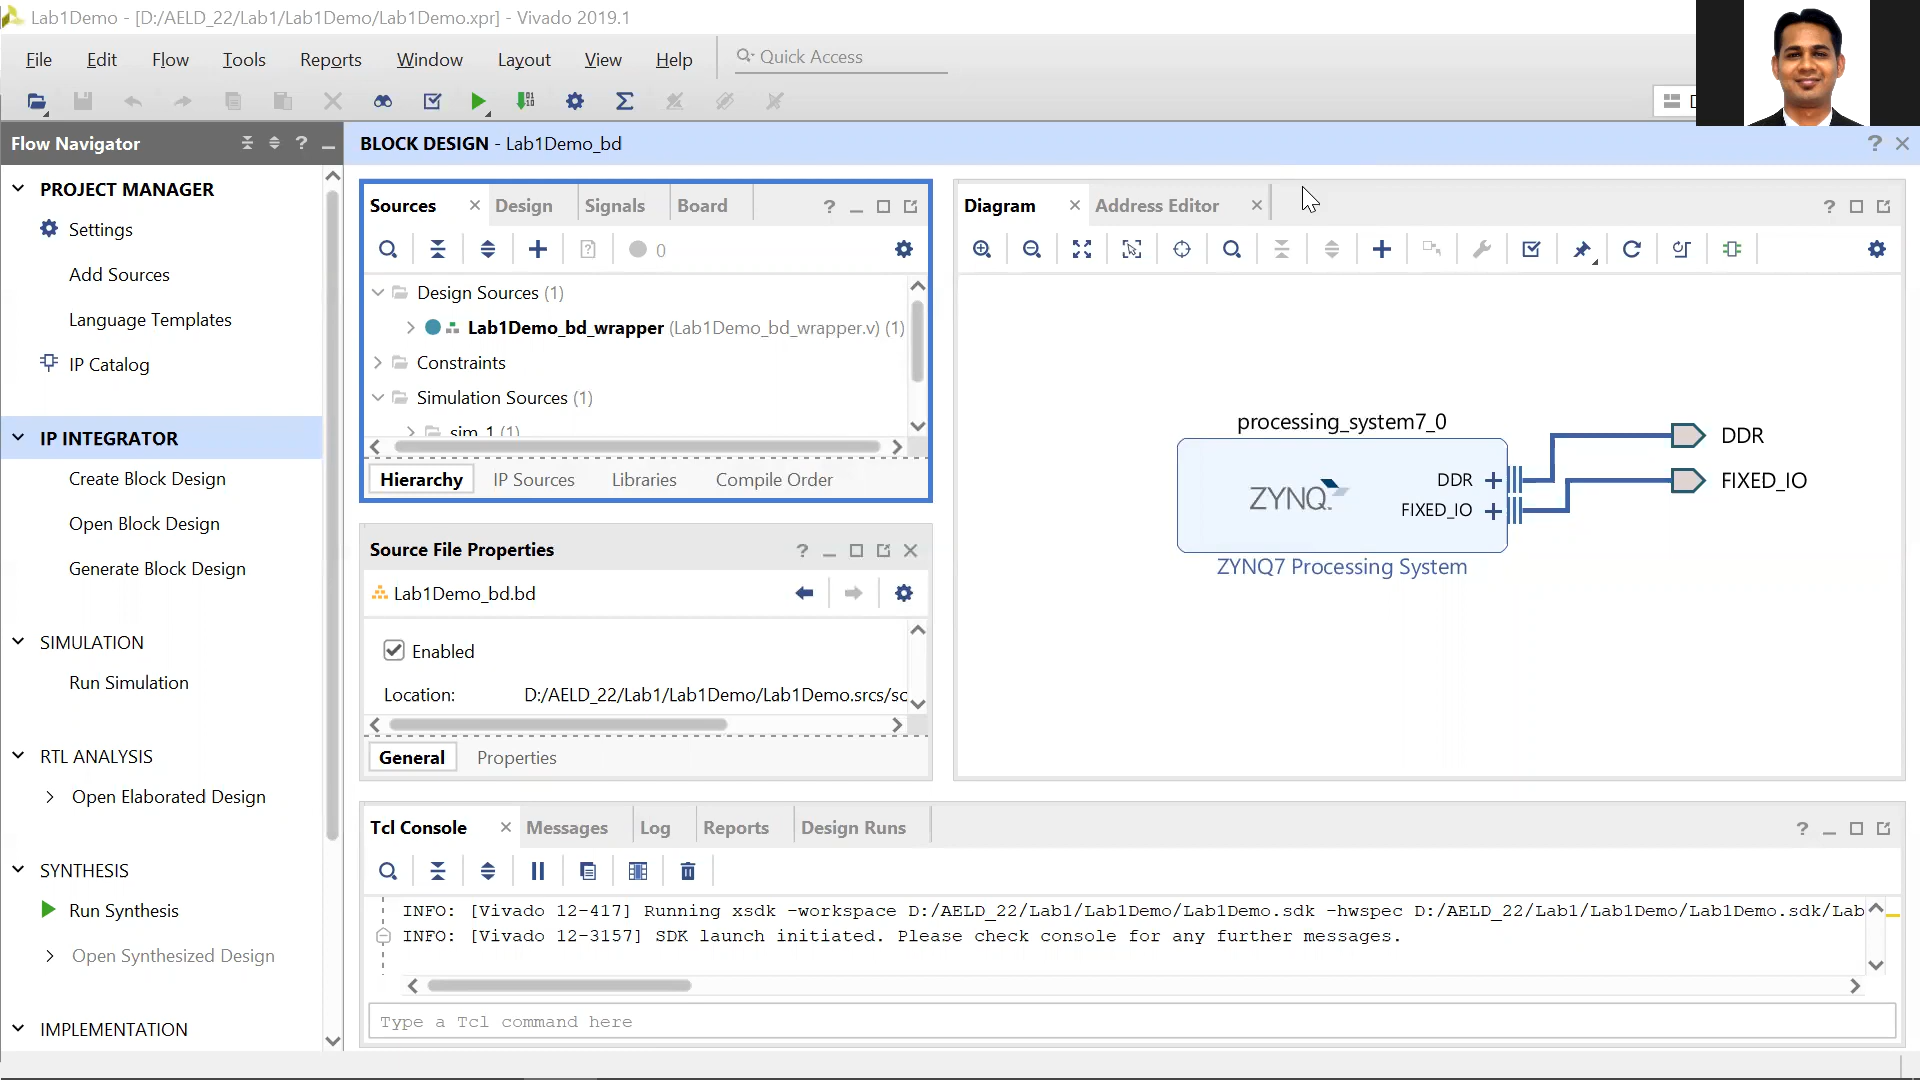 Lab1Demo - [D:/AELD_22/Lab1/Lab1Demo/Lab1Demo.xpr] - Vivado 2019.1
File Edit Flow Tools Reports Window Layout View Help Quick Access
Flow Navigator
BLOCK DESIGN - Lab1Demo_bd
PROJECT MANAGER
Settings
Add Sources
Language Templates
IP Catalog
IP INTEGRATOR
Create Block Design
Open Block Design
Generate Block Design
SIMULATION
Run Simulation
RTL ANALYSIS
Open Elaborated Design
SYNTHESIS
Run Synthesis
Open Synthesized Design
IMPLEMENTATION
Sources Design Signals Board
0
Design Sources (1)
Lab1Demo_bd_wrapper (Lab1Demo_bd_wrapper.v) (1)
Constraints
Simulation Sources (1)
sim_1 (1)
Hierarchy IP Sources Libraries Compile Order
Source File Properties
Lab1Demo_bd.bd
Enabled
Location: D:/AELD_22/Lab1/Lab1Demo/Lab1Demo.srcs/sc
General Properties
Diagram Address Editor
processing_system7_0
DDR
FIXED_IO
ZYNQ
ZYNQ7 Processing System
DDR
FIXED_IO
Tcl Console Messages Log Reports Design Runs
INFO: [Vivado 12-417] Running xsdk -workspace D:/AELD_22/Lab1/Lab1Demo/Lab1Demo.sdk -hwspec D:/AELD_22/Lab1/Lab1Demo/Lab1Demo.sdk/Lab
INFO: [Vivado 12-3157] SDK launch initiated. Please check console for any further messages.
Type a Tcl command here